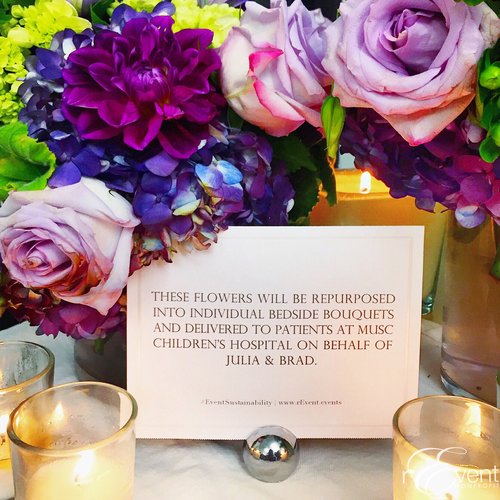 THESE FLOWERS WILL BE REPURPOSED
INTO INDIVIDUAL BEDSIDE BOUQUETS
AND DELIVERED TO PATIENTS AT MUSC
CHILDREN'S HOSPITAL ON BEHALF OF
JULIA & BRAD.
#EventSustainability | www.rEvent.events
rEvent
NONPROFIT